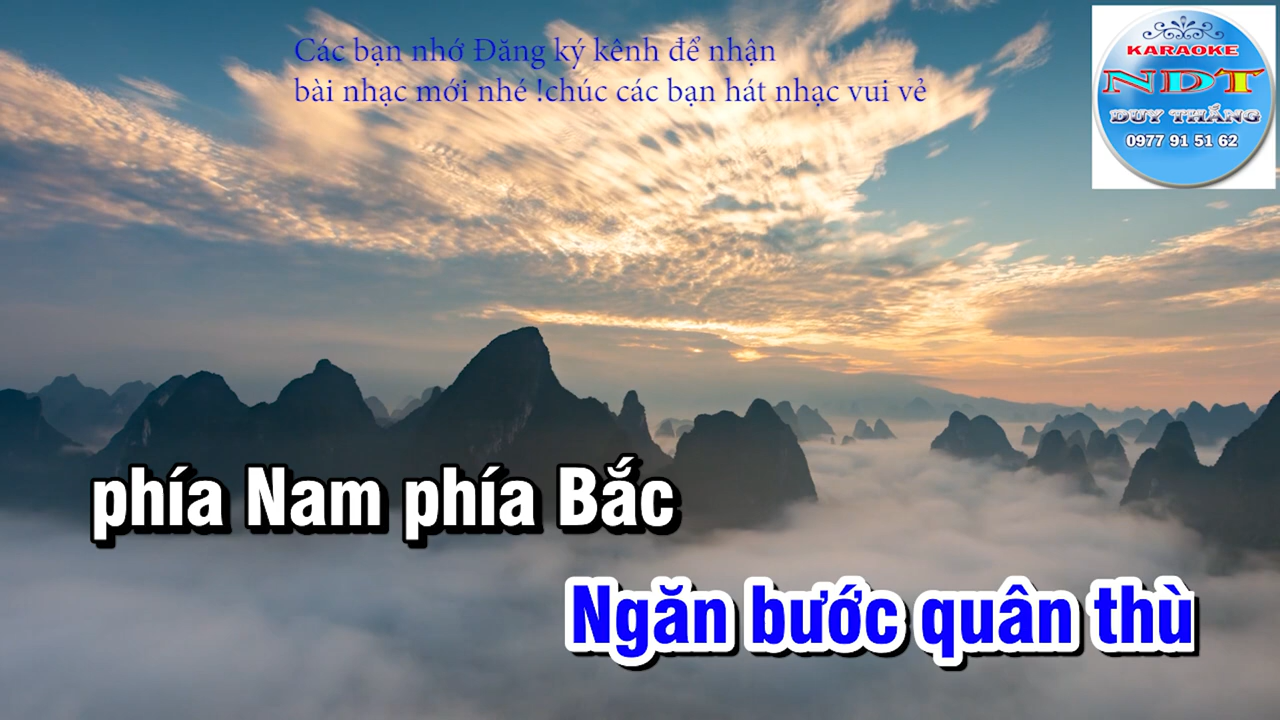 Các bạn nhớ Đăng ký kênh để nhận
bài nhạc mới nhé !chúc các bạn hát nhạc vui vẻ
KARAOKE
NDT
DUY THẮNG
0977 91 51 62
phía Nam phía Bắc
Ngăn bước quân thù